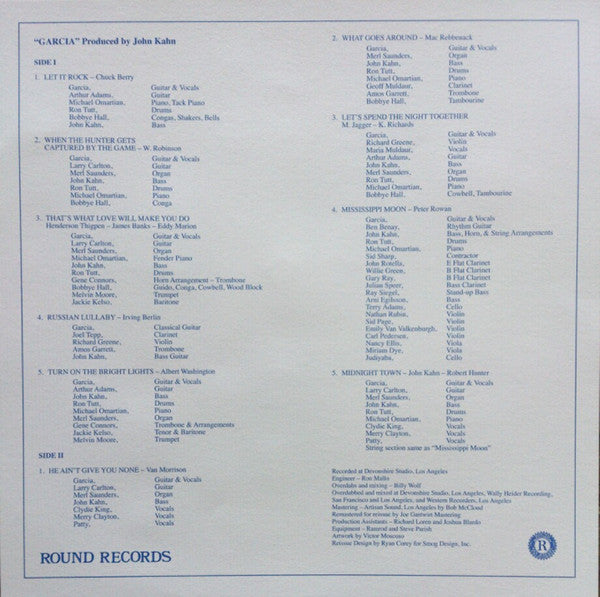 "GARCIA" Produced by John Kahn
SIDE I
1. LET IT ROCK – Chuck Berry
Garcia, Guitar & Vocals
Arthur Adams, Guitar
Michael Omartian, Piano, Tack Piano
Ron Tutt, Drums
Bobbye Hall, Congas, Shakers, Bells
John Kahn, Bass
2. WHEN THE HUNTER GETS
CAPTURED BY THE GAME – W. Robinson
Garcia, Guitar & Vocals
Larry Carlton, Guitar
Merl Saunders, Organ
John Kahn, Bass
Ron Tutt, Drums
Michael Omartian, Piano
Bobbye Hall, Conga
3. THAT'S WHAT LOVE WILL MAKE YOU DO
Henderson Thigpen – James Banks – Eddy Marion
Garcia, Guitar & Vocals
Larry Carlton, Guitar
Merl Saunders, Organ
Michael Omartian, Fender Piano
John Kahn, Bass
Ron Tutt, Drums
Gene Connors, Horn Arrangement – Trombone
Bobbye Hall, Guido, Conga, Cowbell, Wood Block
Melvin Moore, Trumpet
Jackie Kelso, Baritone
4. RUSSIAN LULLABY – Irving Berlin
Garcia, Classical Guitar
Joel Tepp, Clarinet
Richard Greene, Violin
Amos Garrett, Trombone
John Kahn, Bass Guitar
5. TURN ON THE BRIGHT LIGHTS – Albert Washington
Garcia, Guitar & Vocals
Arthur Adams, Guitar
John Kahn, Bass
Ron Tutt, Drums
Michael Omartian, Piano
Merl Saunders, Organ
Gene Connors, Trombone & Arrangements
Jackie Kelso, Tenor & Baritone
Melvin Moore, Trumpet
SIDE II
1. HE AIN'T GIVE YOU NONE – Van Morrison
Garcia, Guitar & Vocals
Larry Carlton, Guitar
Merl Saunders, Organ
John Kahn, Bass
Clydie King, Vocals
Merry Clayton, Vocals
Patty, Vocals
ROUND RECORDS
2. WHAT GOES AROUND – Mac Rebbenack
Garcia, Guitar & Vocals
Merl Saunders, Organ
John Kahn, Bass
Ron Tutt, Drums
Michael Omartian, Piano
Geoff Muldaur, Clarinet
Amos Garrett, Trombone
Bobbye Hall, Tambourine
3. LET'S SPEND THE NIGHT TOGETHER
M. Jagger – K. Richards
Garcia, Guitar & Vocals
Richard Greene, Violin
Maria Muldaur, Vocals
Arthur Adams, Guitar
John Kahn, Bass
Merl Saunders, Organ
Ron Tutt, Drums
Michael Omartian, Piano
Bobbye Hall, Cowbell, Tambourine
4. MISSISSIPPI MOON – Peter Rowan
Garcia, Guitar & Vocals
Ben Benay, Rhythm Guitar
John Kahn, Bass, Horn, & String Arrangements
Ron Tutt, Drums
Michael Omartian, Piano
Sid Sharp, Contractor
John Rotella, E Flat Clarinet
Willie Green, B Flat Clarinet
Gary Ray, B Flat Clarinet
Julian Speer, Bass Clarinet
Ray Siegel, Stand-up Bass
Arni Egilsson, Bass
Terry Adams, Cello
Nathan Rubin, Violin
Sid Page, Violin
Emily Van Valkenburgh, Violin
Carl Pedersen, Violin
Nancy Ellis, Viola
Miriam Dye, Viola
Judiyaba, Cello
5. MIDNIGHT TOWN – John Kahn – Robert Hunter
Garcia, Guitar & Vocals
Larry Carlton, Guitar
John Kahn, Bass
Ron Tutt, Drums
Michael Omartian, Piano
Clydie King, Vocals
Merry Clayton, Vocals
Patty, Vocals
String section same as "Mississippi Moon"
Recorded at Devonshire Studio, Los Angeles
Engineer – Ron Mallo
Overdubs and mixing – Billy Wolf
Overdubbed and mixed at Devonshire Studio, Los Angeles, Wally Heider Recording,
San Francisco and Los Angeles, and Western Recorders, Los Angeles
Mastering – Artisan Sound, Los Angeles by Bob McCloud
Remastered for reissue by Joe Gastwirt Mastering
Production Assistants – Richard Loren and Joshua Blardo
Equipment – Ramrod and Steve Parish
Artwork by Victor Moscoso
Reissue Design by Ryan Corey for Smog Design, Inc.
R